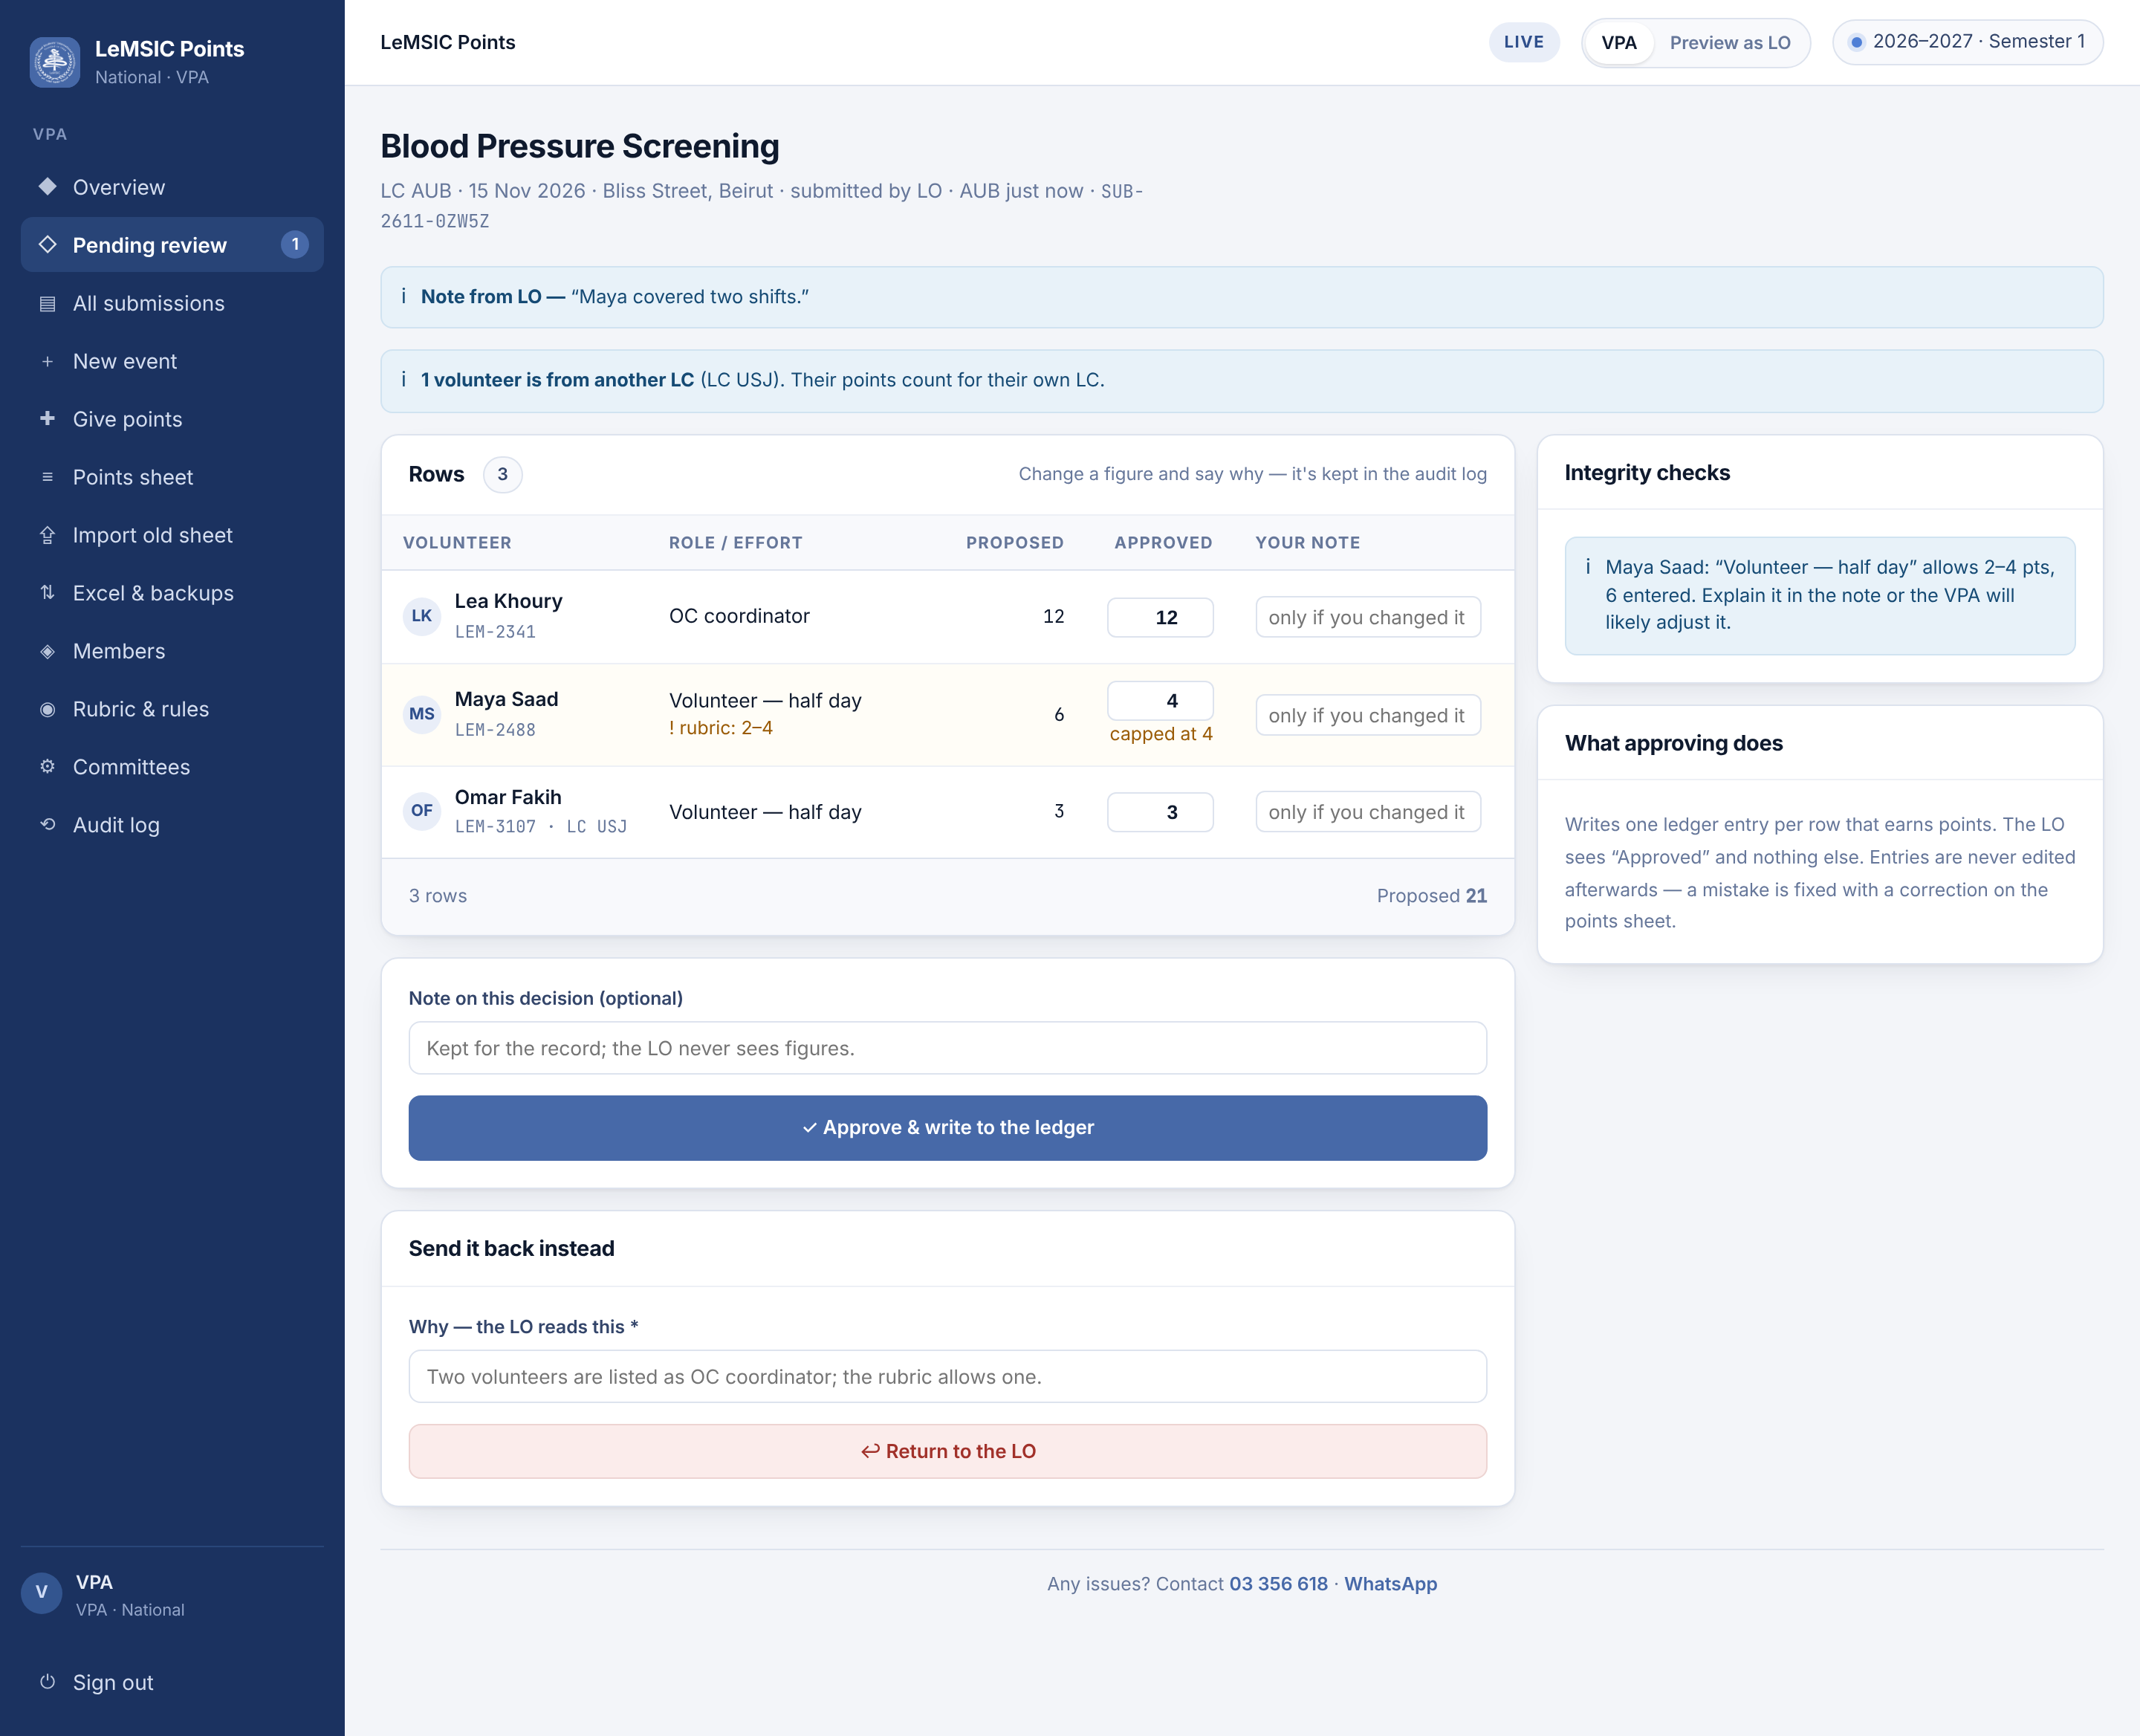 LeMSIC Points
National · VPA
VPA
Overview
Pending review 1
All submissions
New event
Give points
Points sheet
Import old sheet
Excel & backups
Members
Rubric & rules
Committees
Audit log
V
VPA
VPA · National
Sign out
LeMSIC Points
LIVE
VPA Preview as LO
2026–2027 · Semester 1
Blood Pressure Screening
LC AUB · 15 Nov 2026 · Bliss Street, Beirut · submitted by LO · AUB just now · SUB-
2611-0ZW5Z
i Note from LO — “Maya covered two shifts.”
i 1 volunteer is from another LC (LC USJ). Their points count for their own LC.
Rows 3
Change a figure and say why — it's kept in the audit log
VOLUNTEER ROLE / EFFORT PROPOSED APPROVED YOUR NOTE
LK Lea Khoury OC coordinator 12 12 only if you changed it
LEM-2341
MS Maya Saad Volunteer — half day 6 4 only if you changed it
LEM-2488 ! rubric: 2–4 capped at 4
OF Omar Fakih Volunteer — half day 3 3 only if you changed it
LEM-3107 · LC USJ
3 rows Proposed 21
Note on this decision (optional)
Kept for the record; the LO never sees figures.
✓ Approve & write to the ledger
Send it back instead
Why — the LO reads this *
Two volunteers are listed as OC coordinator; the rubric allows one.
↩ Return to the LO
Integrity checks
i Maya Saad: “Volunteer — half day” allows 2–4 pts,
6 entered. Explain it in the note or the VPA will
likely adjust it.
What approving does
Writes one ledger entry per row that earns points. The LO
sees “Approved” and nothing else. Entries are never edited
afterwards — a mistake is fixed with a correction on the
points sheet.
Any issues? Contact 03 356 618 · WhatsApp